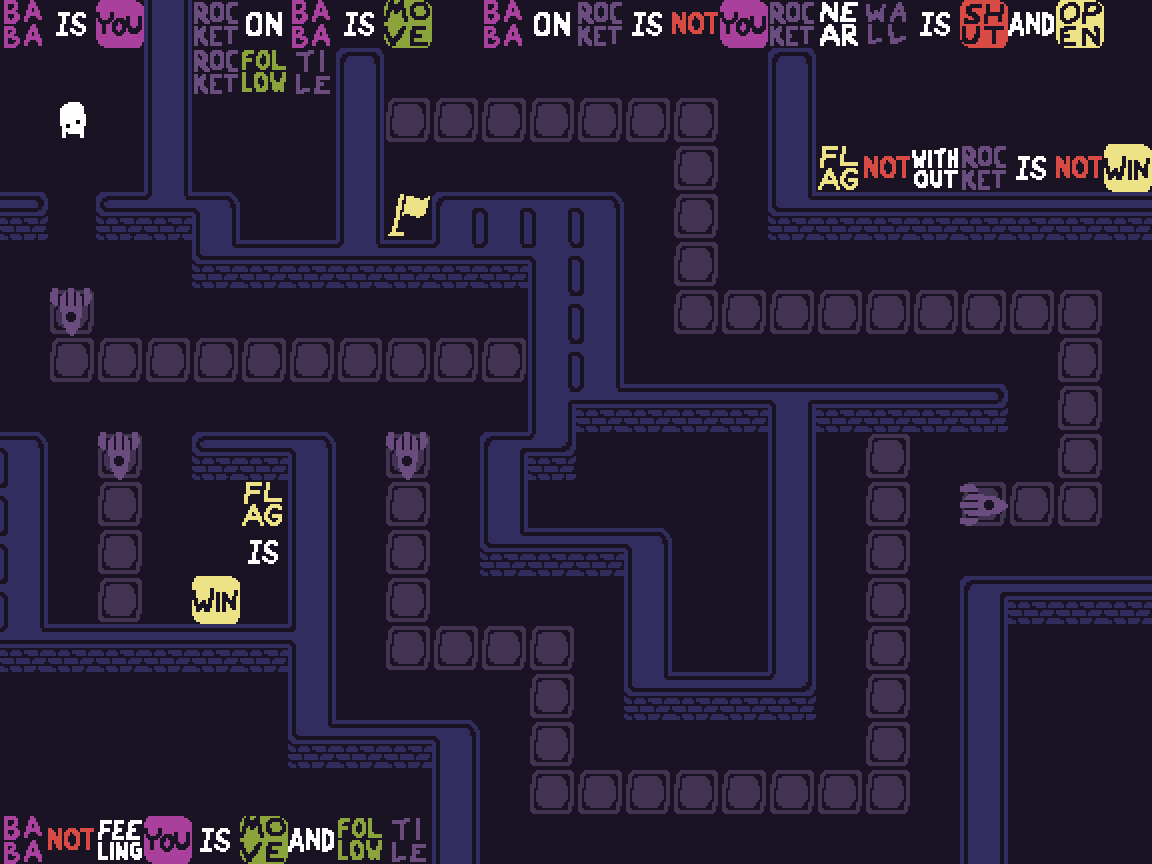 BABA IS YOU ROCKET ON BABA IS MOVE BABA ON ROCKET IS NOT YOU ROCKET NEAR WALL IS SHUT AND OPEN
ROCKET FOLLOW TILE
FLAG NOT WITHOUT ROCKET IS NOT WIN
FLAG
IS
WIN
BABA NOT FEELING YOU IS MOVE AND FOLLOW TILE